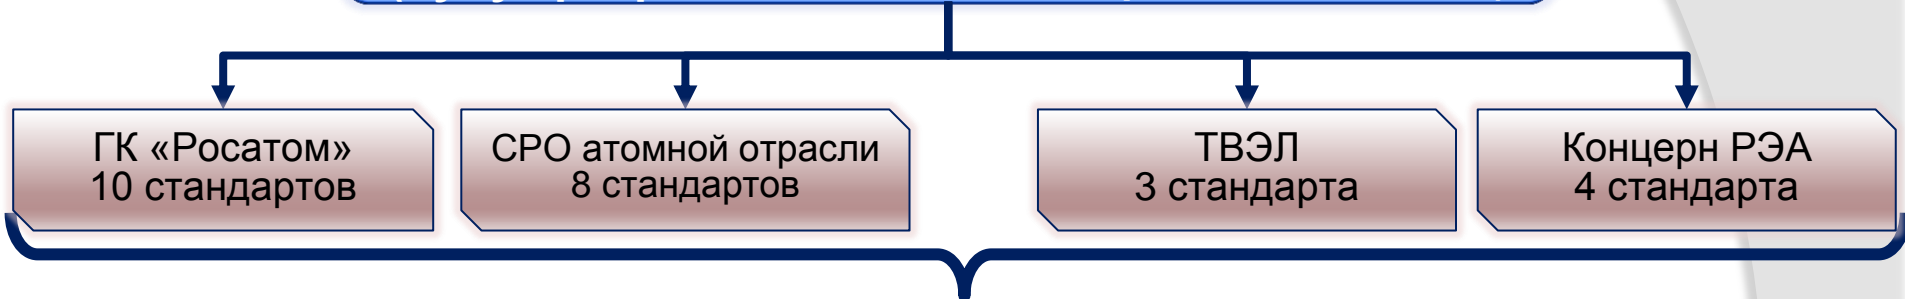 ГК «Росатом»
10 стандартов
СРО атомной отрасли
8 стандартов
ТВЭЛ
3 стандарта
Концерн РЭА
4 стандарта